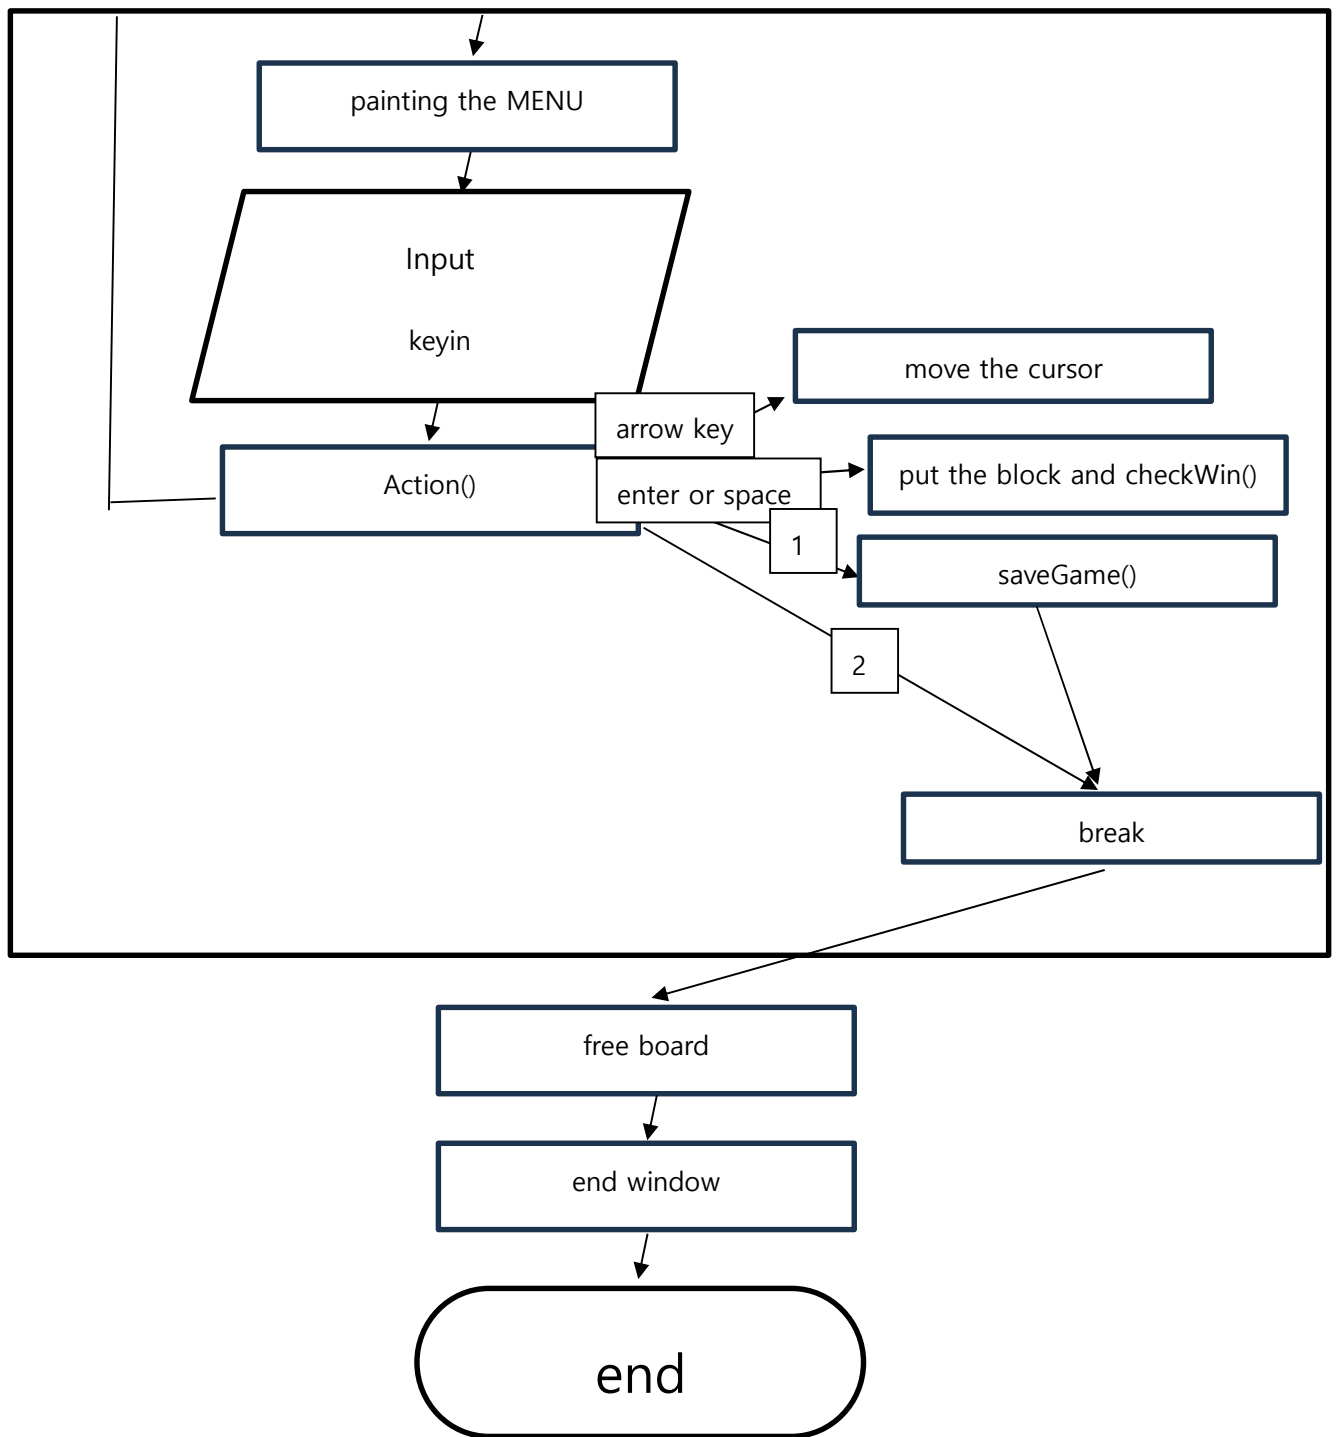 painting the MENU
Input
keyin
move the cursor
arrow key
put the block and checkWin()
Action()
enter or space
1
saveGame()
2
break
free board
end window
end